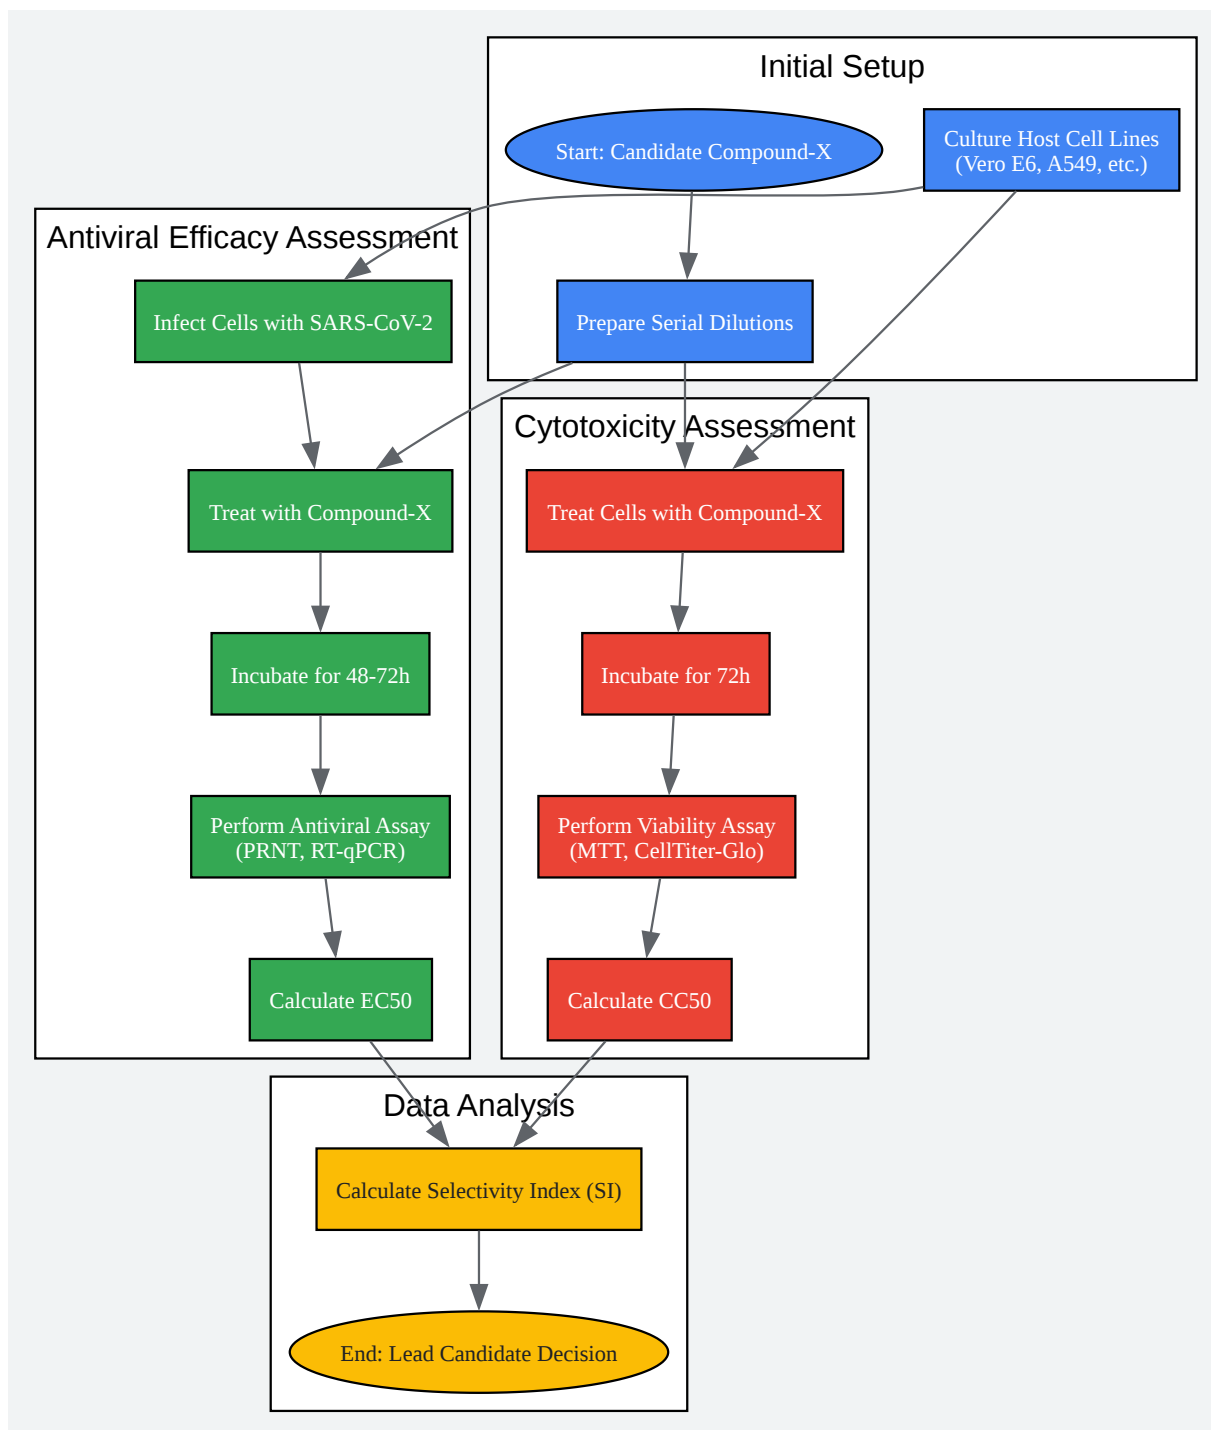 Initial Setup
Start: Candidate Compound-X
Culture Host Cell Lines
(Vero E6, A549, etc.)
Prepare Serial Dilutions
Antiviral Efficacy Assessment
Infect Cells with SARS-CoV-2
Treat with Compound-X
Incubate for 48-72h
Perform Antiviral Assay
(PRNT, RT-qPCR)
Calculate EC50
Cytotoxicity Assessment
Treat Cells with Compound-X
Incubate for 72h
Perform Viability Assay
(MTT, CellTiter-Glo)
Calculate CC50
Data Analysis
Calculate Selectivity Index (SI)
End: Lead Candidate Decision